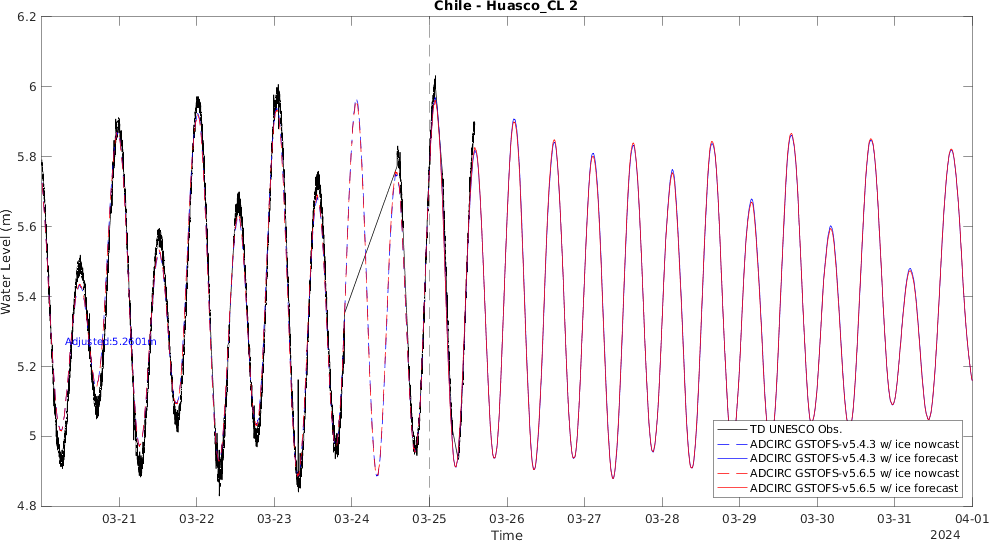 Chile - Huasco_CL 2
6.2
6
5.8
5.6
5.4
5.2
5
4.8
Water Level (m)
Adjusted:5.2601m
TD UNESCO Obs.
ADCIRC GSTOFS-v5.4.3 w/ ice nowcast
ADCIRC GSTOFS-v5.4.3 w/ ice forecast
ADCIRC GSTOFS-v5.6.5 w/ ice nowcast
ADCIRC GSTOFS-v5.6.5 w/ ice forecast
03-21 03-22 03-23 03-24 03-25 03-26 03-27 03-28 03-29 03-30 03-31 04-01
Time
2024